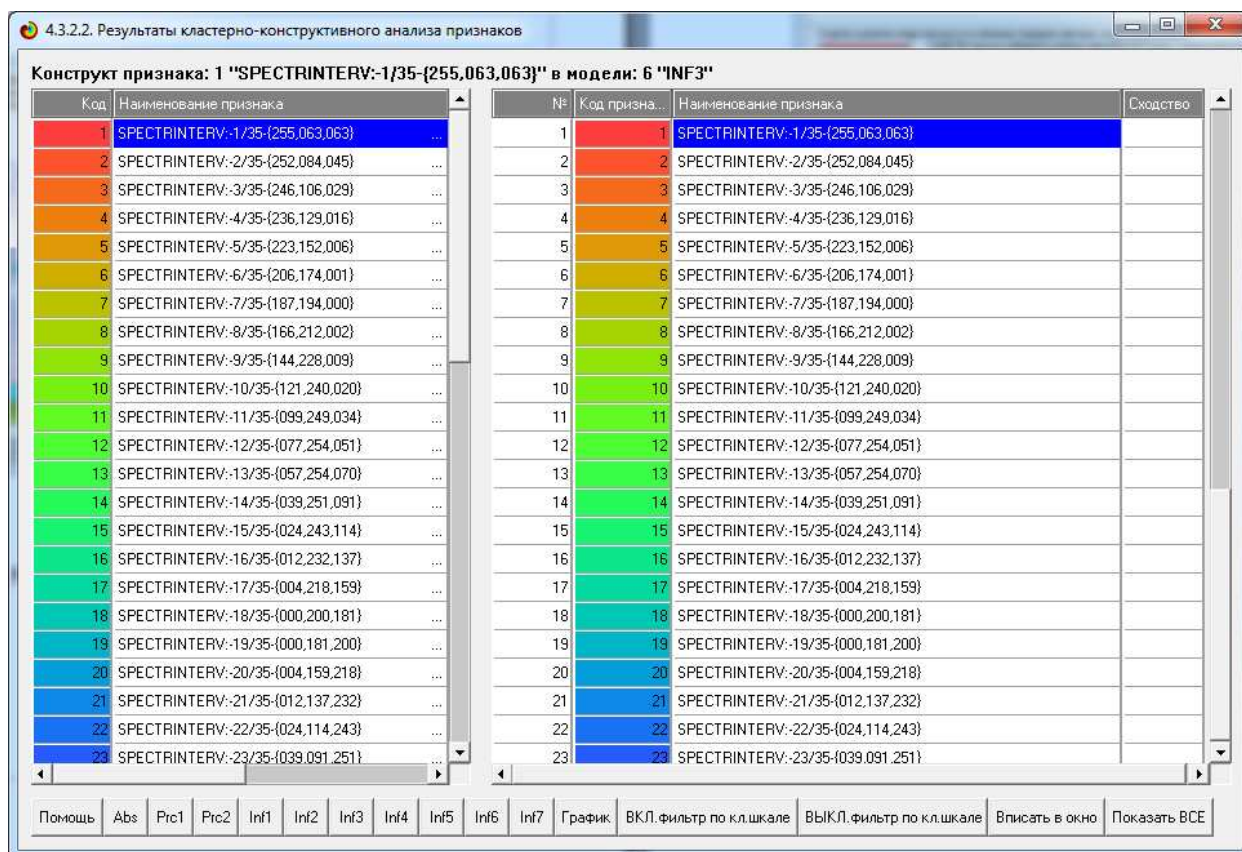 4.3.2.2. Результаты кластерно-конструктивного анализа признаков
Конструкт признака: 1 "SPECTRINTERV:-1/35-{255,063,063}" в модели: 6 "INF3"
Код Наименование признака № Код призна... Наименование признака Сходство
1 SPECTRINTERV:-1/35-{255,063,063} ... 1 1 SPECTRINTERV:-1/35-{255,063,063}
2 SPECTRINTERV:-2/35-{252,084,045} ... 2 2 SPECTRINTERV:-2/35-{252,084,045}
3 SPECTRINTERV:-3/35-{246,106,029} ... 3 3 SPECTRINTERV:-3/35-{246,106,029}
4 SPECTRINTERV:-4/35-{236,129,016} ... 4 4 SPECTRINTERV:-4/35-{236,129,016}
5 SPECTRINTERV:-5/35-{223,152,006} ... 5 5 SPECTRINTERV:-5/35-{223,152,006}
6 SPECTRINTERV:-6/35-{206,174,001} ... 6 6 SPECTRINTERV:-6/35-{206,174,001}
7 SPECTRINTERV:-7/35-{187,194,000} ... 7 7 SPECTRINTERV:-7/35-{187,194,000}
8 SPECTRINTERV:-8/35-{166,212,002} ... 8 8 SPECTRINTERV:-8/35-{166,212,002}
9 SPECTRINTERV:-9/35-{144,228,009} ... 9 9 SPECTRINTERV:-9/35-{144,228,009}
10 SPECTRINTERV:-10/35-{121,240,020} ... 10 10 SPECTRINTERV:-10/35-{121,240,020}
11 SPECTRINTERV:-11/35-{099,249,034} ... 11 11 SPECTRINTERV:-11/35-{099,249,034}
12 SPECTRINTERV:-12/35-{077,254,051} ... 12 12 SPECTRINTERV:-12/35-{077,254,051}
13 SPECTRINTERV:-13/35-{057,254,070} ... 13 13 SPECTRINTERV:-13/35-{057,254,070}
14 SPECTRINTERV:-14/35-{039,251,091} ... 14 14 SPECTRINTERV:-14/35-{039,251,091}
15 SPECTRINTERV:-15/35-{024,243,114} ... 15 15 SPECTRINTERV:-15/35-{024,243,114}
16 SPECTRINTERV:-16/35-{012,232,137} ... 16 16 SPECTRINTERV:-16/35-{012,232,137}
17 SPECTRINTERV:-17/35-{004,218,159} ... 17 17 SPECTRINTERV:-17/35-{004,218,159}
18 SPECTRINTERV:-18/35-{000,200,181} ... 18 18 SPECTRINTERV:-18/35-{000,200,181}
19 SPECTRINTERV:-19/35-{000,181,200} ... 19 19 SPECTRINTERV:-19/35-{000,181,200}
20 SPECTRINTERV:-20/35-{004,159,218} ... 20 20 SPECTRINTERV:-20/35-{004,159,218}
21 SPECTRINTERV:-21/35-{012,137,232} ... 21 21 SPECTRINTERV:-21/35-{012,137,232}
22 SPECTRINTERV:-22/35-{024,114,243} ... 22 22 SPECTRINTERV:-22/35-{024,114,243}
23 SPECTRINTERV:-23/35-{039,091,251} ... 23 23 SPECTRINTERV:-23/35-{039,091,251}
Помощь Abs Prc1 Prc2 Inf1 Inf2 Inf3 Inf4 Inf5 Inf6 Inf7 График ВКЛ.фильтр по кл.шкале ВЫКЛ.фильтр по кл.шкале Вписать в окно Показать ВСЕ